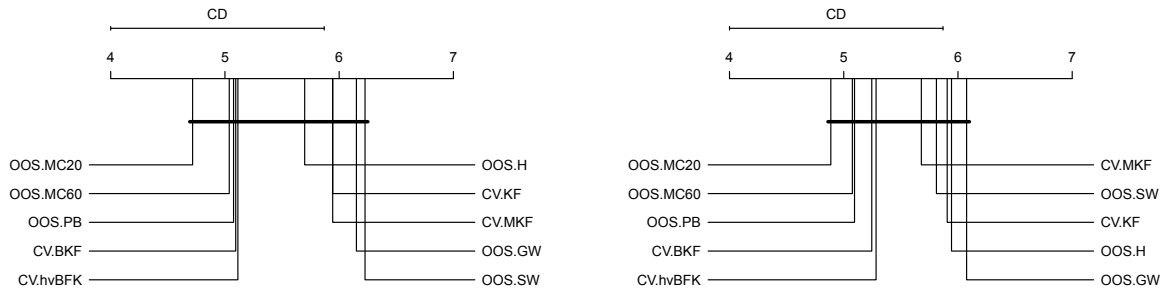 CD
4 5 6 7
OOS.MC20
OOS.MC60
OOS.PB
CV.BKF
CV.hvBFK
OOS.H
CV.KF
CV.MKF
OOS.GW
OOS.SW
CD
4 5 6 7
OOS.MC20
OOS.MC60
OOS.PB
CV.BKF
CV.hvBFK
CV.MKF
OOS.SW
CV.KF
OOS.H
OOS.GW